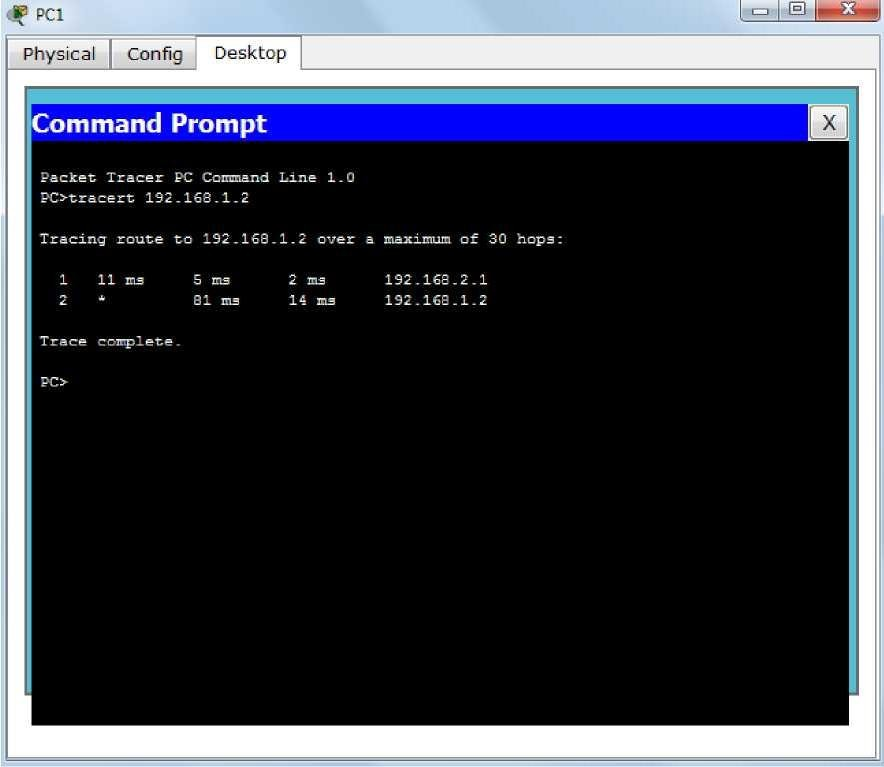 PC1
Physical Config Desktop
Command Prompt X
Packet Tracer PC Command Line 1.0
PC>tracert 192.168.1.2
Tracing route to 192.168.1.2 over a maximum of 30 hops:
1 11 ms 5 ms 2 ms 192.168.2.1
2 * 81 ms 14 ms 192.168.1.2
Trace complete.
PC>